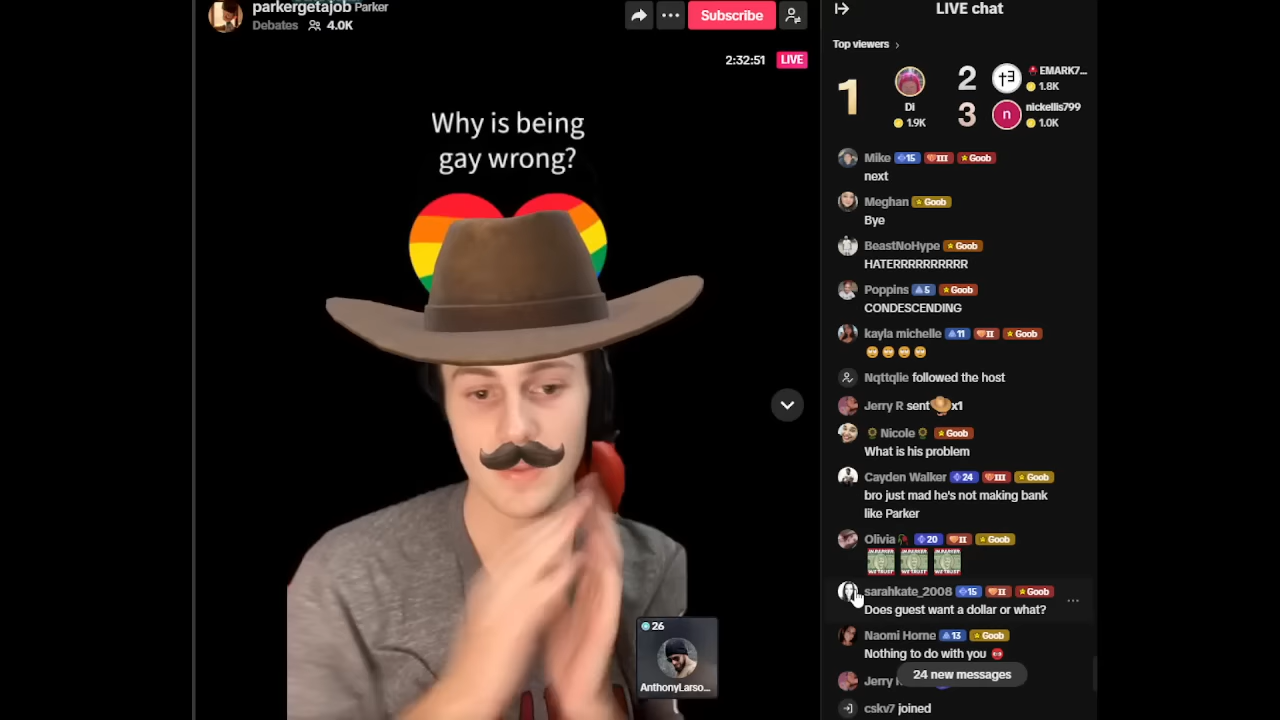 parkergetajob Parker
Debates 4.0K
Subscribe
2:32:51 LIVE
Why is being
gay wrong?
26
AnthonyLarso...
LIVE chat
Top viewers
1
Di
1.9K
2
EMARK7...
1.8K
3
n
nickellis799
1.0K
Mike 15 III Goob
next
Meghan Goob
Bye
BeastNoHype Goob
HATERRRRRRRRRR
Poppins 5 Goob
CONDESCENDING
kayla michelle 11 II Goob
Nqttqlie followed the host
Jerry R sent x1
Nicole Goob
What is his problem
Cayden Walker 24 III Goob
bro just mad he's not making bank
like Parker
Olivia 20 II Goob
sarahkate_2008 15 II Goob
Does guest want a dollar or what?
Naomi Horne 13 Goob
Nothing to do with you
24 new messages
Jerry
cskv7 joined